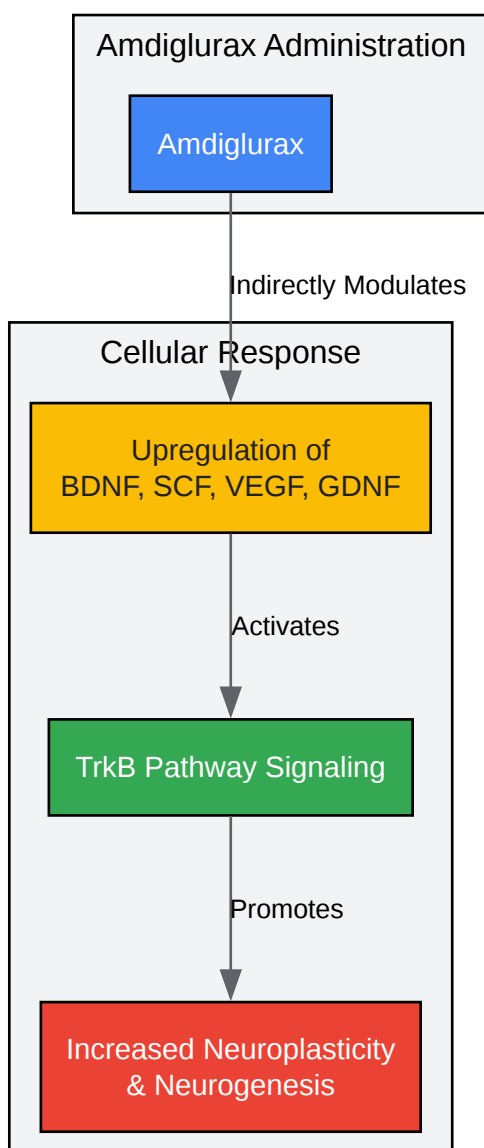 Amdiglurax Administration
Amdiglurax
Indirectly Modulates
Cellular Response
Upregulation of
BDNF, SCF, VEGF, GDNF
Activates
TrkB Pathway Signaling
Promotes
Increased Neuroplasticity
& Neurogenesis